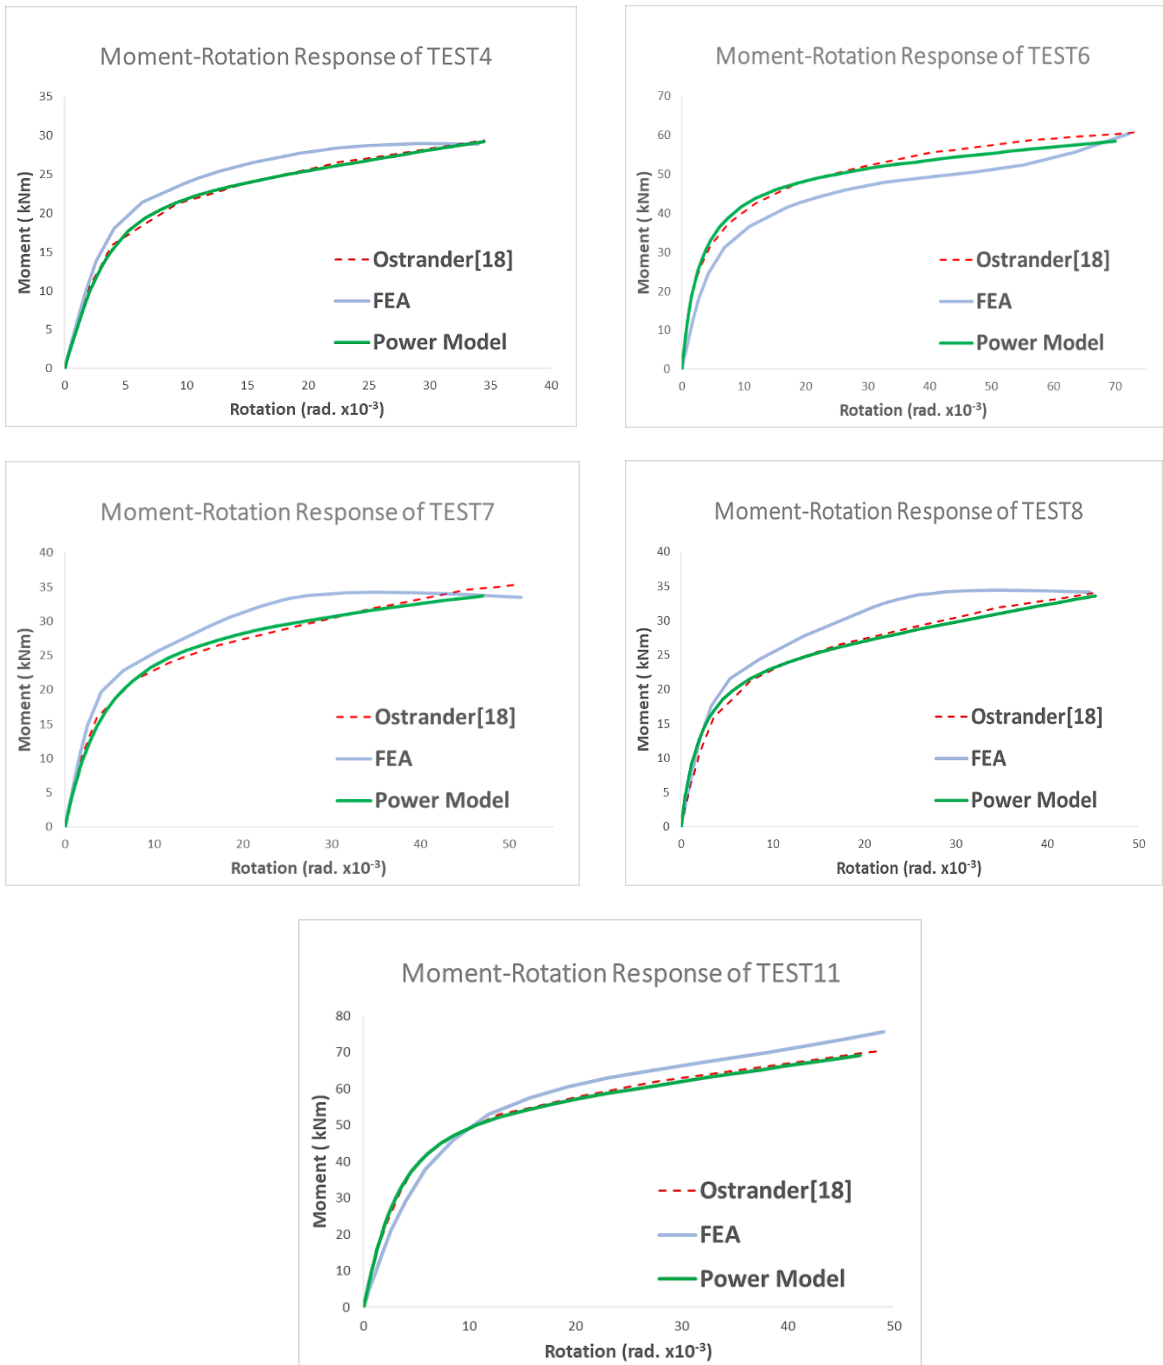 Moment-Rotation Response of TEST4
35
30
25
20
15
10
5
0
Moment ( kNm)
Ostrander[18]
FEA
Power Model
0 5 10 15 20 25 30 35 40
Rotation (rad. x10-3)
Moment-Rotation Response of TEST6
70
60
50
40
30
20
10
0
Moment ( kNm)
Ostrander[18]
FEA
Power Model
0 10 20 30 40 50 60 70
Rotation (rad. x10-3)
Moment-Rotation Response of TEST7
40
35
30
25
20
15
10
5
0
Moment ( kNm)
Ostrander[18]
FEA
Power Model
0 10 20 30 40 50
Rotation (rad. x10-3)
Moment-Rotation Response of TEST8
40
35
30
25
20
15
10
5
0
Moment ( kNm)
Ostrander[18]
FEA
Power Model
0 10 20 30 40 50
Rotation (rad. x10-3)
Moment-Rotation Response of TEST11
80
70
60
50
40
30
20
10
0
Moment ( kNm)
Ostrander[18]
FEA
Power Model
0 10 20 30 40 50
Rotation (rad. x10-3)